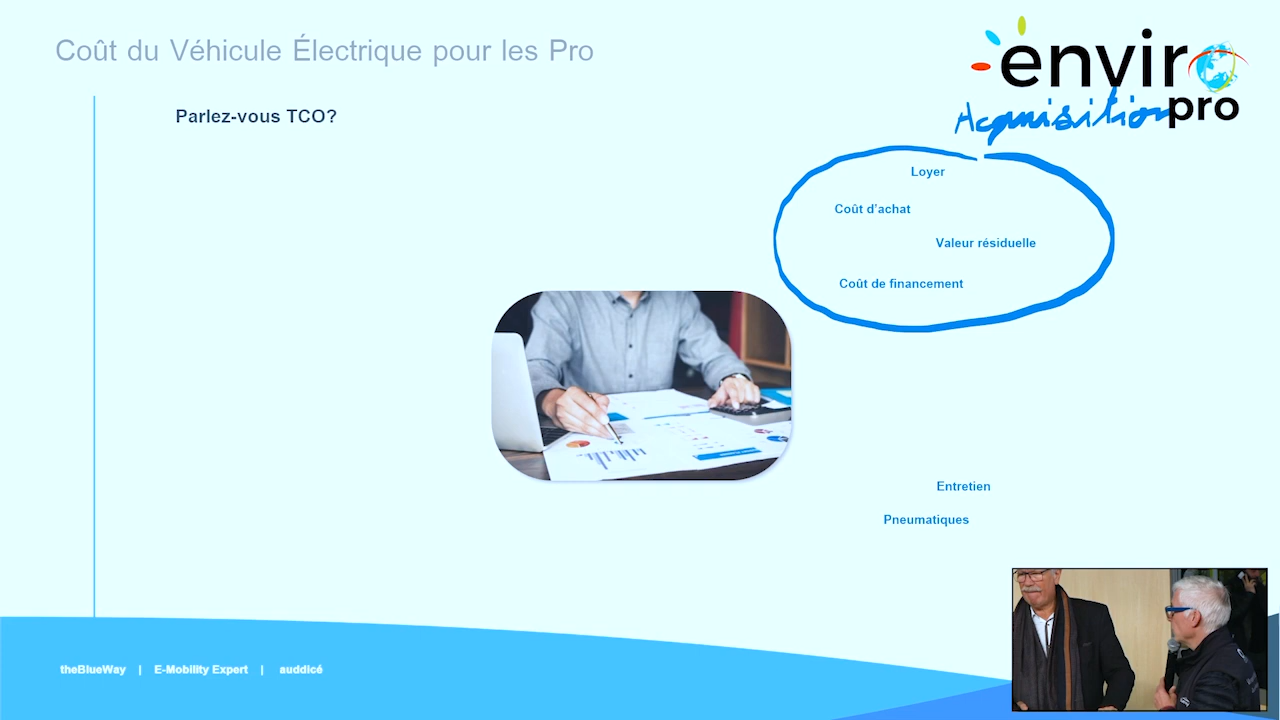 Coût du Véhicule Électrique pour les Pro
enviro
pro
Parlez-vous TCO?
Acquisition
Loyer
Coût d’achat
Valeur résiduelle
Coût de financement
Entretien
Pneumatiques
theBlueWay | E-Mobility Expert | auddicé